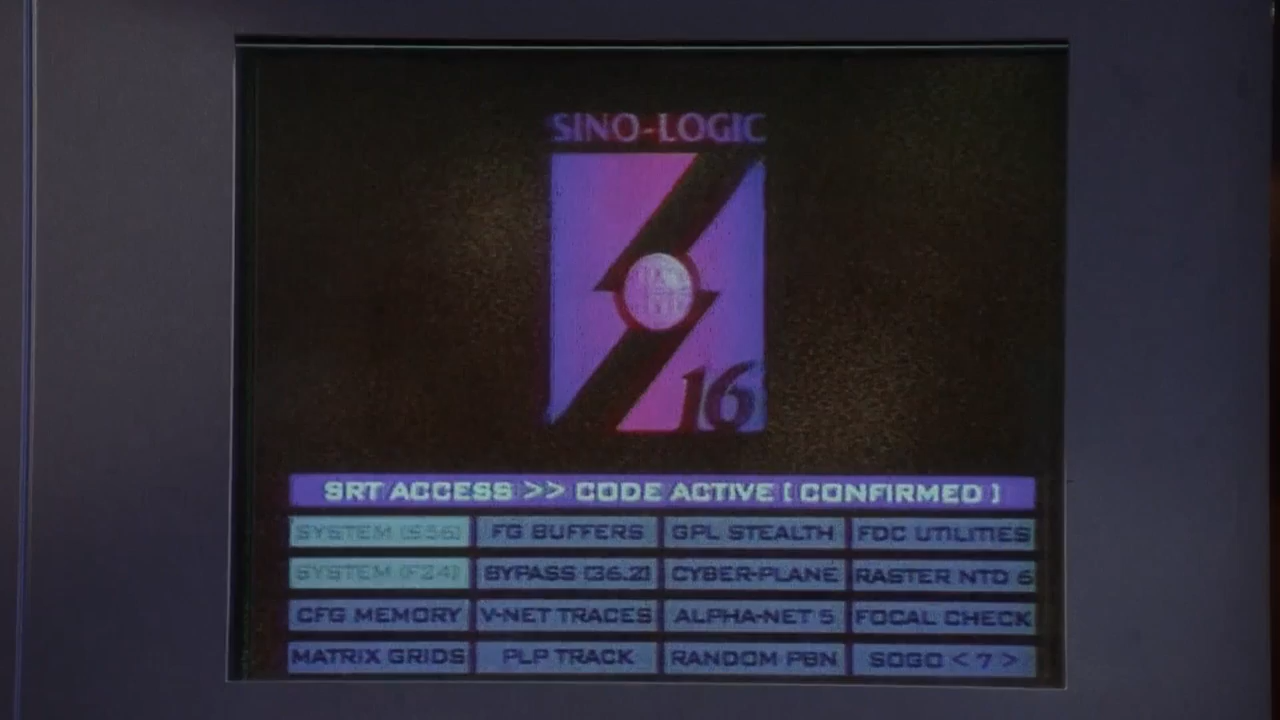 SINO-LOGIC
16
SRT ACCESS >> CODE ACTIVE [ CONFIRMED ]
SYSTEM [S56] FG BUFFERS GPL STEALTH FDC UTILITIES
SYSTEM [F24] BYPASS [36.2] CYBER-PLANE RASTER NTD 6
CFG MEMORY V-NET TRACES ALPHA-NET 5 FOCAL CHECK
MATRIX GRIDS PLP TRACK RANDOM PBN SOGO < 7 >